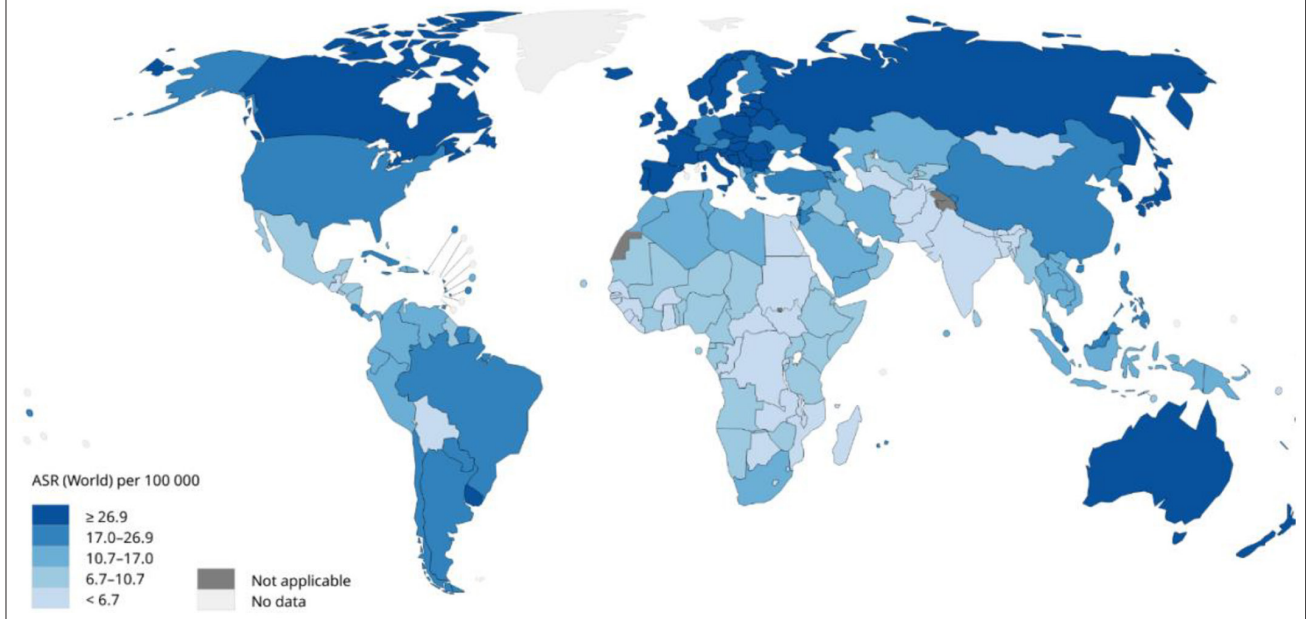 ASR (World) per 100 000
≥ 26.9
17.0–26.9
10.7–17.0
6.7–10.7
< 6.7
Not applicable
No data